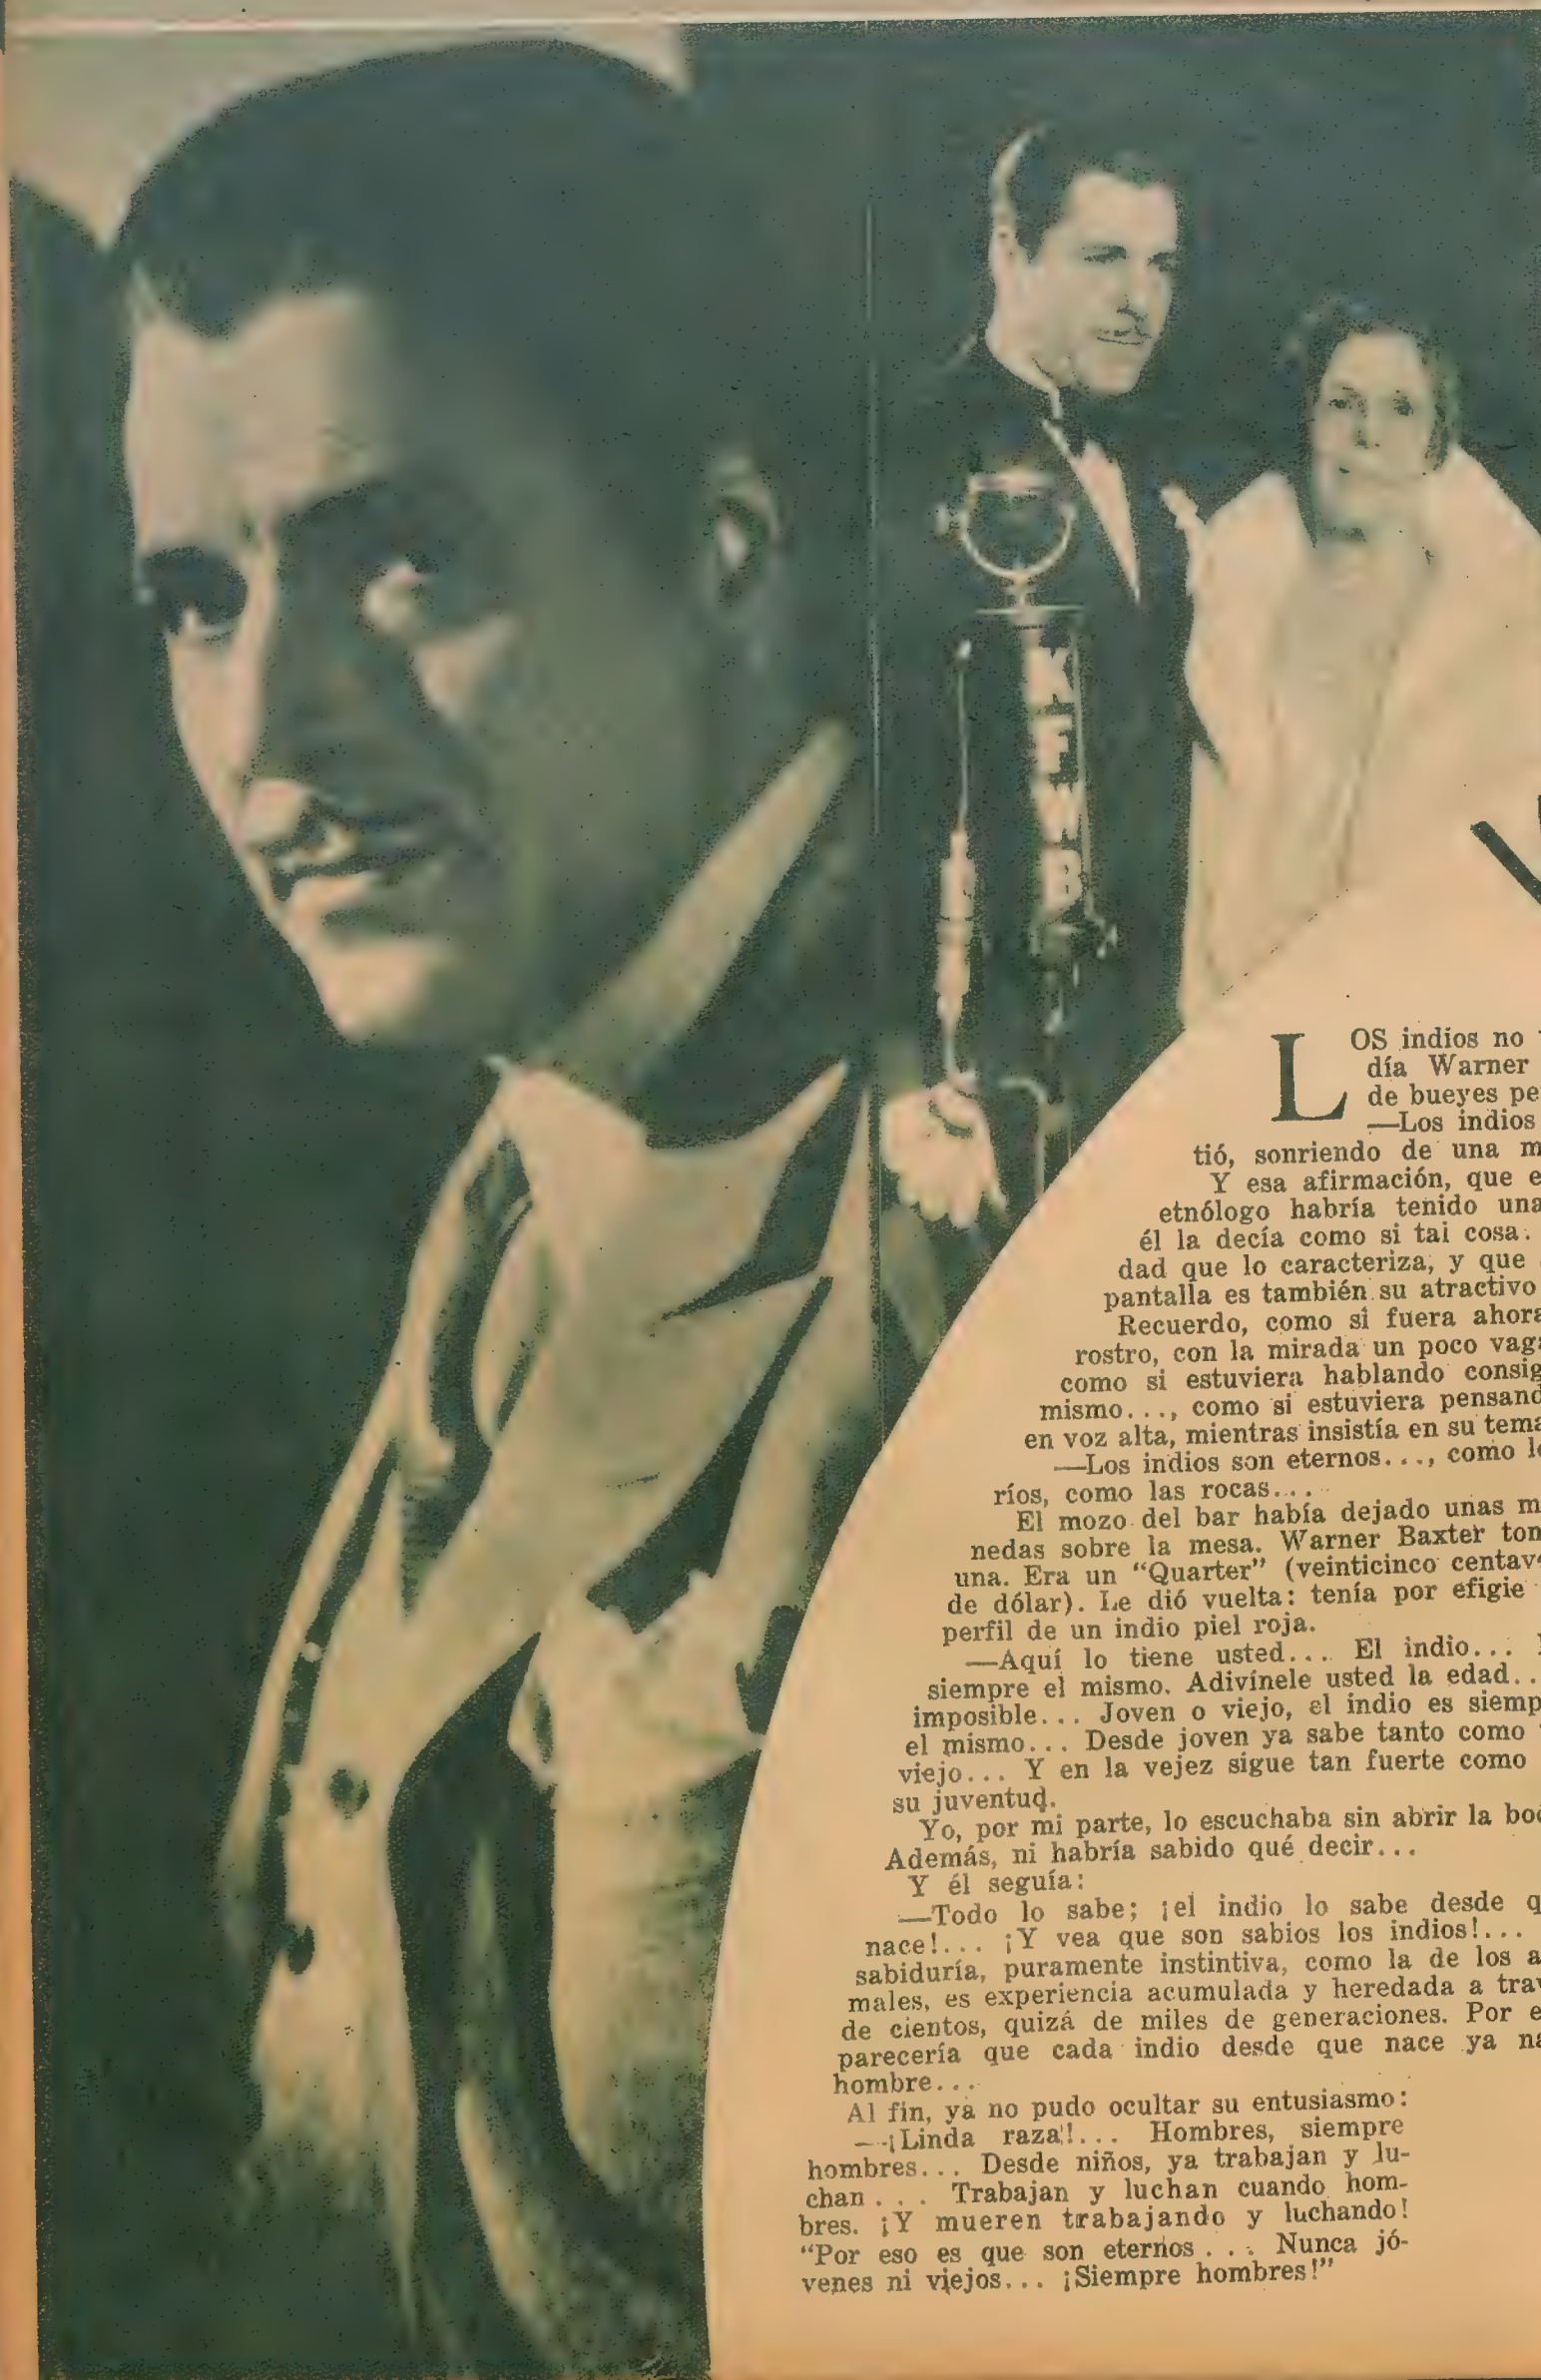 KFWB
LOS indios no
día Warner
de bueyes pe
—Los indios
tió, sonriendo de una m
Y esa afirmación, que e
etnólogo habría tenido una
él la decía como si tal cosa.
dad que lo caracteriza, y que
pantalla es también su atractivo
Recuerdo, como si fuera ahora
rostro, con la mirada un poco vaga
como si estuviera hablando consig
mismo..., como si estuviera pensand
en voz alta, mientras insistía en su tema
—Los indios son eternos..., como lo
ríos, como las rocas...
El mozo del bar había dejado unas m
nedas sobre la mesa. Warner Baxter tom
una. Era un “Quarter” (veinticinco centavo
de dólar). Le dió vuelta: tenía por efigie
perfil de un indio piel roja.
—Aquí lo tiene usted... El indio...
siempre el mismo. Adivínele usted la edad..
imposible... Joven o viejo, el indio es siemp
el mismo... Desde joven ya sabe tanto como
viejo... Y en la vejez sigue tan fuerte como
su juventud.
Yo, por mi parte, lo escuchaba sin abrir la boc
Además, ni habría sabido qué decir...
Y él seguía:
—Todo lo sabe; ¡el indio lo sabe desde q
nace!... ¡Y vea que son sabios los indios!...
sabiduría, puramente instintiva, como la de los a
males, es experiencia acumulada y heredada a trav
de cientos, quizá de miles de generaciones. Por e
parecería que cada indio desde que nace ya na
hombre...
Al fin, ya no pudo ocultar su entusiasmo:
—¡Linda raza!... Hombres, siempre
hombres... Desde niños, ya trabajan y lu-
chan... Trabajan y luchan cuando hom-
bres. ¡Y mueren trabajando y luchando!
“Por eso es que son eternos... Nunca jó-
venes ni viejos... ¡Siempre hombres!”